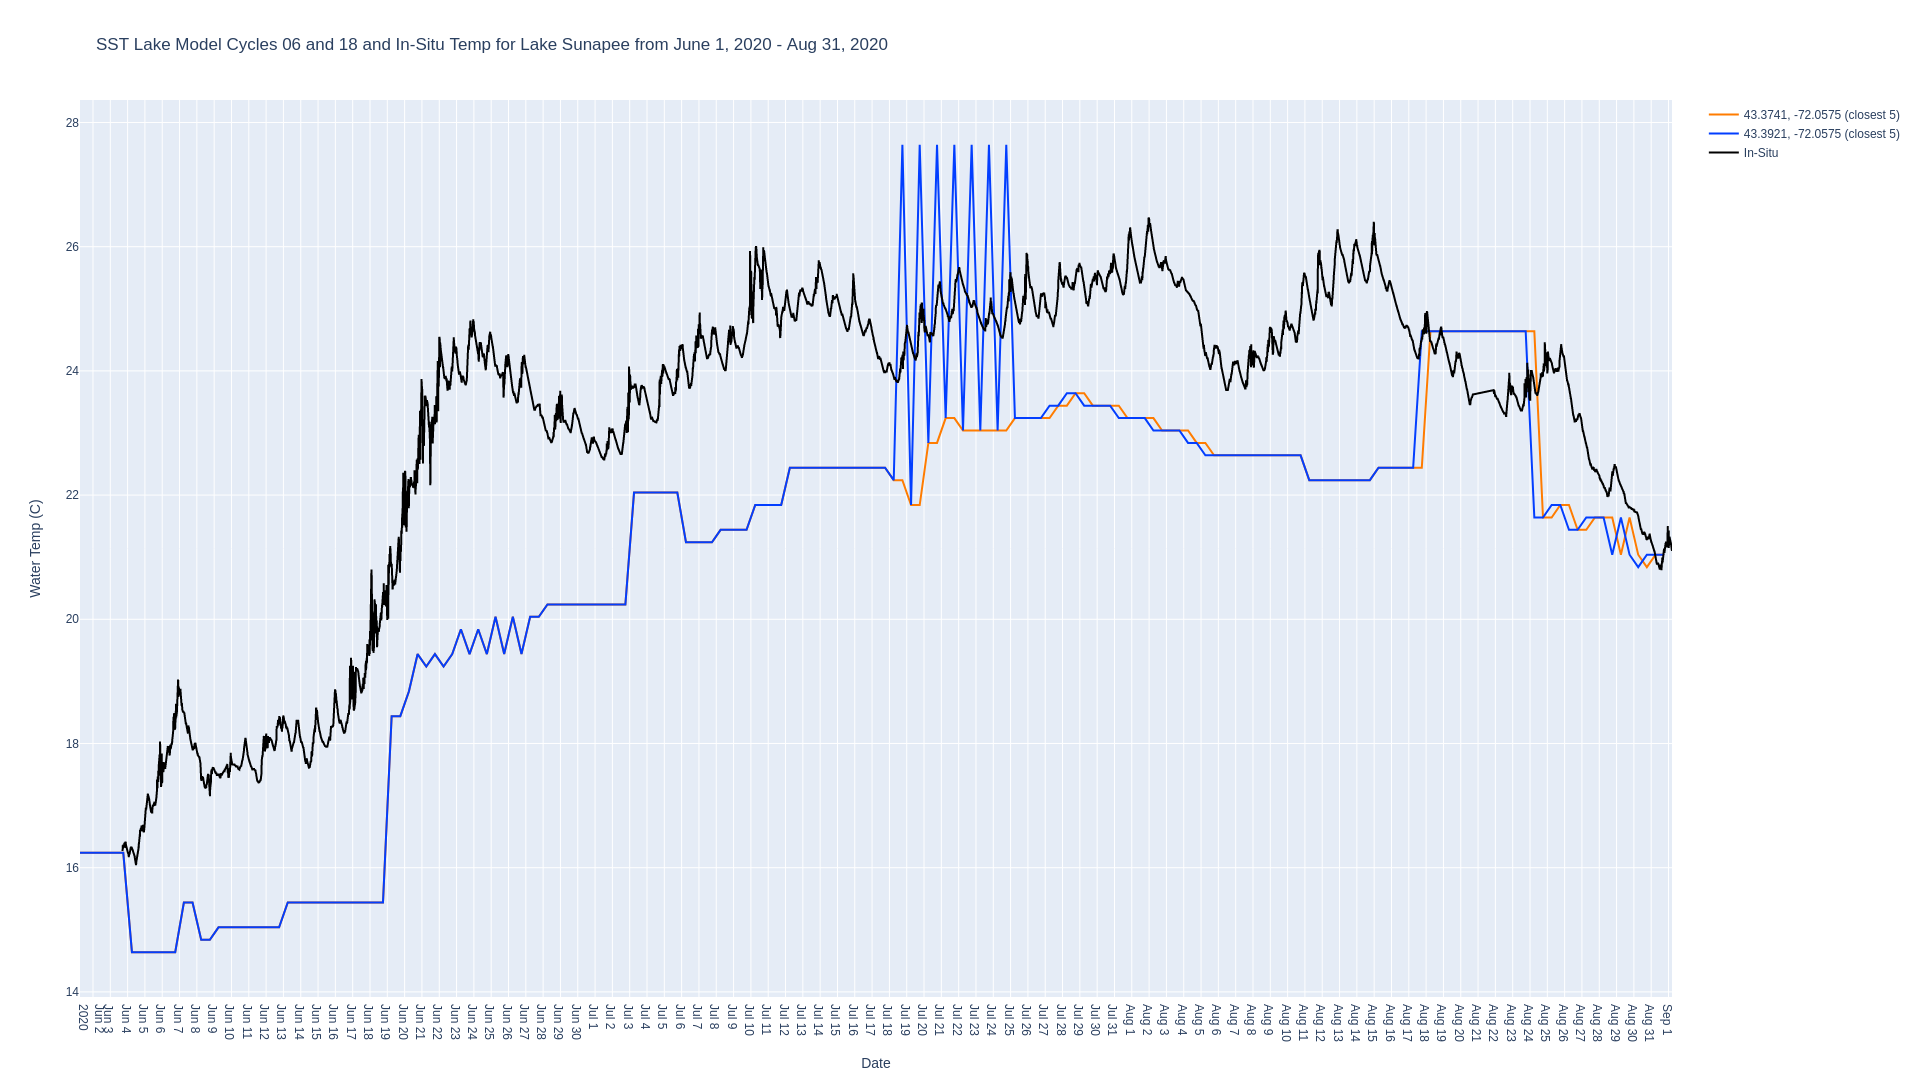 SST Lake Model Cycles 06 and 18 and In-Situ Temp for Lake Sunapee from June 1, 2020 - Aug 31, 2020
43.3741, -72.0575 (closest 5)
43.3921, -72.0575 (closest 5)
In-Situ
Water Temp (C)
28
26
24
22
20
18
16
14
2020
Jun 2
Jun 3
Jun 4
Jun 5
Jun 6
Jun 7
Jun 8
Jun 9
Jun 10
Jun 11
Jun 12
Jun 13
Jun 14
Jun 15
Jun 16
Jun 17
Jun 18
Jun 19
Jun 20
Jun 21
Jun 22
Jun 23
Jun 24
Jun 25
Jun 26
Jun 27
Jun 28
Jun 29
Jun 30
Jul 1
Jul 2
Jul 3
Jul 4
Jul 5
Jul 6
Jul 7
Jul 8
Jul 9
Jul 10
Jul 11
Jul 12
Jul 13
Jul 14
Jul 15
Jul 16
Jul 17
Jul 18
Jul 19
Jul 20
Jul 21
Jul 22
Jul 23
Jul 24
Jul 25
Jul 26
Jul 27
Jul 28
Jul 29
Jul 30
Jul 31
Aug 1
Aug 2
Aug 3
Aug 4
Aug 5
Aug 6
Aug 7
Aug 8
Aug 9
Aug 10
Aug 11
Aug 12
Aug 13
Aug 14
Aug 15
Aug 16
Aug 17
Aug 18
Aug 19
Aug 20
Aug 21
Aug 22
Aug 23
Aug 24
Aug 25
Aug 26
Aug 27
Aug 28
Aug 29
Aug 30
Aug 31
Sep 1
Date